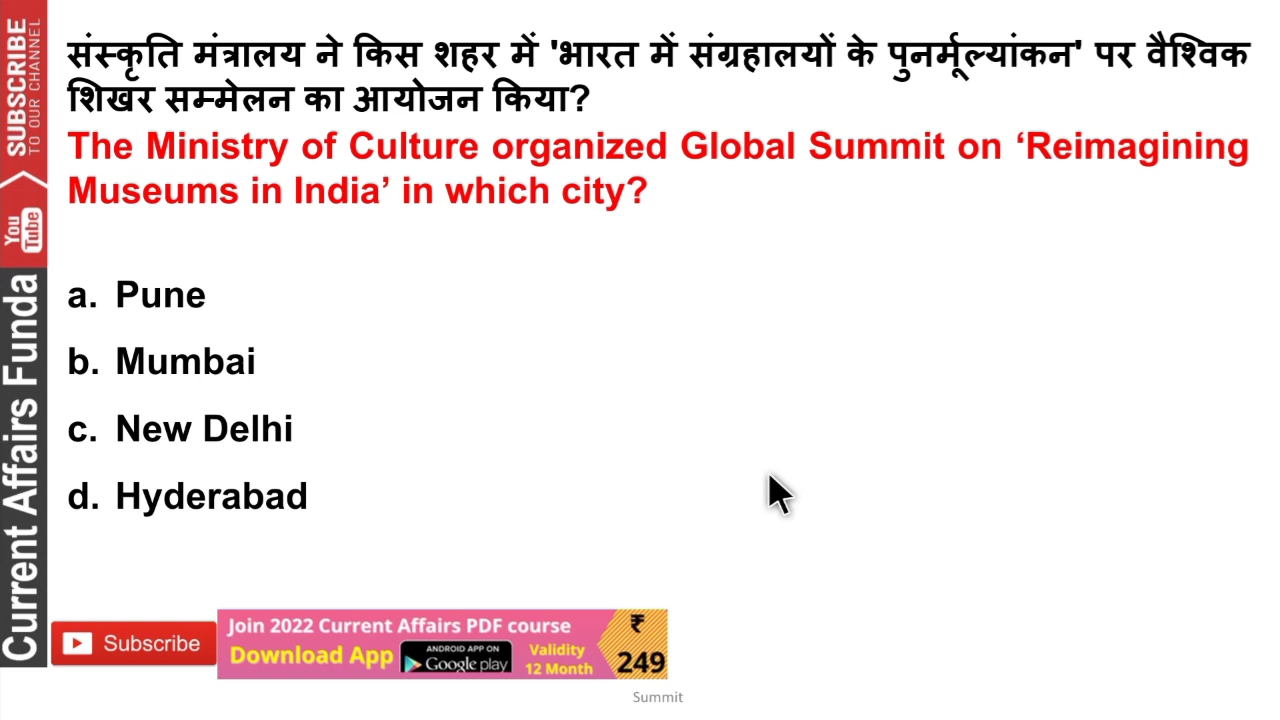 SUBSCRIBE
TO OUR CHANNEL
You
Tube
Current Affairs Funda
संस्कृति मंत्रालय ने किस शहर में 'भारत में संग्रहालयों के पुनर्मूल्यांकन' पर वैश्विक
शिखर सम्मेलन का आयोजन किया?
The Ministry of Culture organized Global Summit on ‘Reimagining
Museums in India’ in which city?
a. Pune
b. Mumbai
c. New Delhi
d. Hyderabad
Subscribe
Join 2022 Current Affairs PDF course
Download App
ANDROID APP ON
Google play
Validity
12 Month
₹
249
Summit